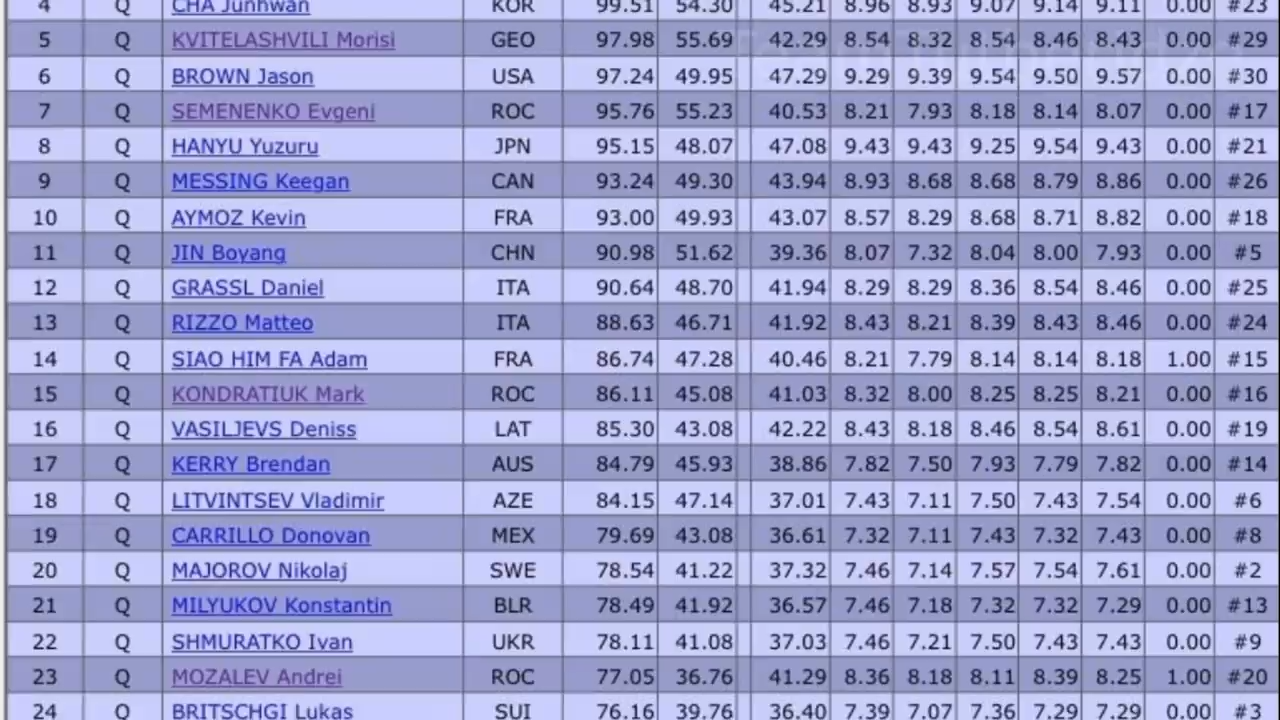 4 Q CHA Junhwan KOR 99.51 54.30 45.21 8.96 8.93 9.07 9.14 9.11 0.00 #23
5 Q KVITELASHVILI Morisi GEO 97.98 55.69 42.29 8.54 8.32 8.54 8.46 8.43 0.00 #29
6 Q BROWN Jason USA 97.24 49.95 47.29 9.29 9.39 9.54 9.50 9.57 0.00 #30
7 Q SEMENENKO Evgeni ROC 95.76 55.23 40.53 8.21 7.93 8.18 8.14 8.07 0.00 #17
8 Q HANYU Yuzuru JPN 95.15 48.07 47.08 9.43 9.43 9.25 9.54 9.43 0.00 #21
9 Q MESSING Keegan CAN 93.24 49.30 43.94 8.93 8.68 8.68 8.79 8.86 0.00 #26
10 Q AYMOZ Kevin FRA 93.00 49.93 43.07 8.57 8.29 8.68 8.71 8.82 0.00 #18
11 Q JIN Boyang CHN 90.98 51.62 39.36 8.07 7.32 8.04 8.00 7.93 0.00 #5
12 Q GRASSL Daniel ITA 90.64 48.70 41.94 8.29 8.29 8.36 8.54 8.46 0.00 #25
13 Q RIZZO Matteo ITA 88.63 46.71 41.92 8.43 8.21 8.39 8.43 8.46 0.00 #24
14 Q SIAO HIM FA Adam FRA 86.74 47.28 40.46 8.21 7.79 8.14 8.14 8.18 1.00 #15
15 Q KONDRATIUK Mark ROC 86.11 45.08 41.03 8.32 8.00 8.25 8.25 8.21 0.00 #16
16 Q VASILJEVS Deniss LAT 85.30 43.08 42.22 8.43 8.18 8.46 8.54 8.61 0.00 #19
17 Q KERRY Brendan AUS 84.79 45.93 38.86 7.82 7.50 7.93 7.79 7.82 0.00 #14
18 Q LITVINTSEV Vladimir AZE 84.15 47.14 37.01 7.43 7.11 7.50 7.43 7.54 0.00 #6
19 Q CARRILLO Donovan MEX 79.69 43.08 36.61 7.32 7.11 7.43 7.32 7.43 0.00 #8
20 Q MAJOROV Nikolaj SWE 78.54 41.22 37.32 7.46 7.14 7.57 7.54 7.61 0.00 #2
21 Q MILYUKOV Konstantin BLR 78.49 41.92 36.57 7.46 7.18 7.32 7.32 7.29 0.00 #13
22 Q SHMURATKO Ivan UKR 78.11 41.08 37.03 7.46 7.21 7.50 7.43 7.43 0.00 #9
23 Q MOZALEV Andrei ROC 77.05 36.76 41.29 8.36 8.18 8.11 8.39 8.25 1.00 #20
24 Q BRITSCHGI Lukas SUI 76.16 39.76 36.40 7.39 7.07 7.36 7.29 7.29 0.00 #3